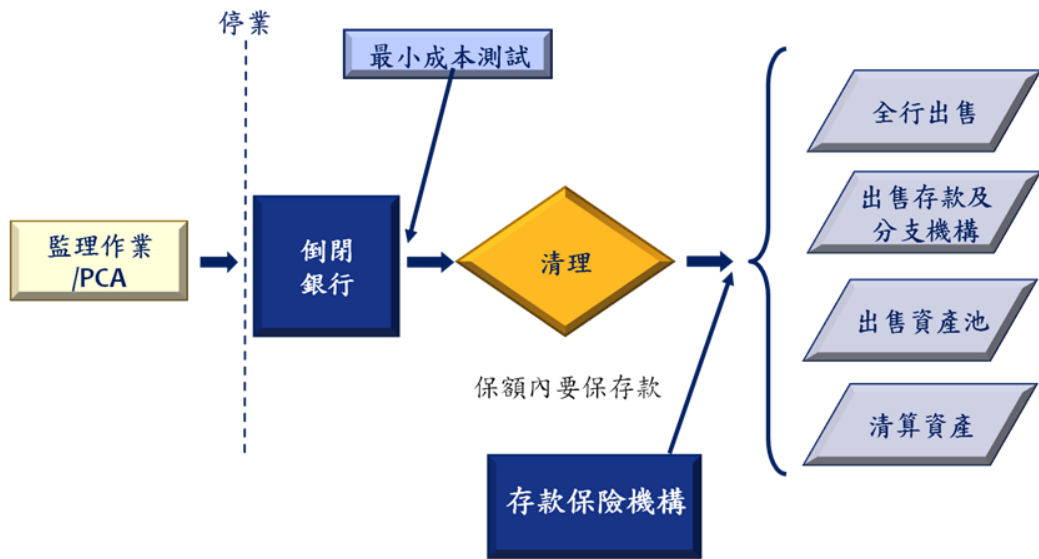 停業
最小成本測試
監理作業
/PCA
倒閉
銀行
清理
保額內要保存款
存款保險機構
全行出售
出售存款及
分支機構
出售資產池
清算資產